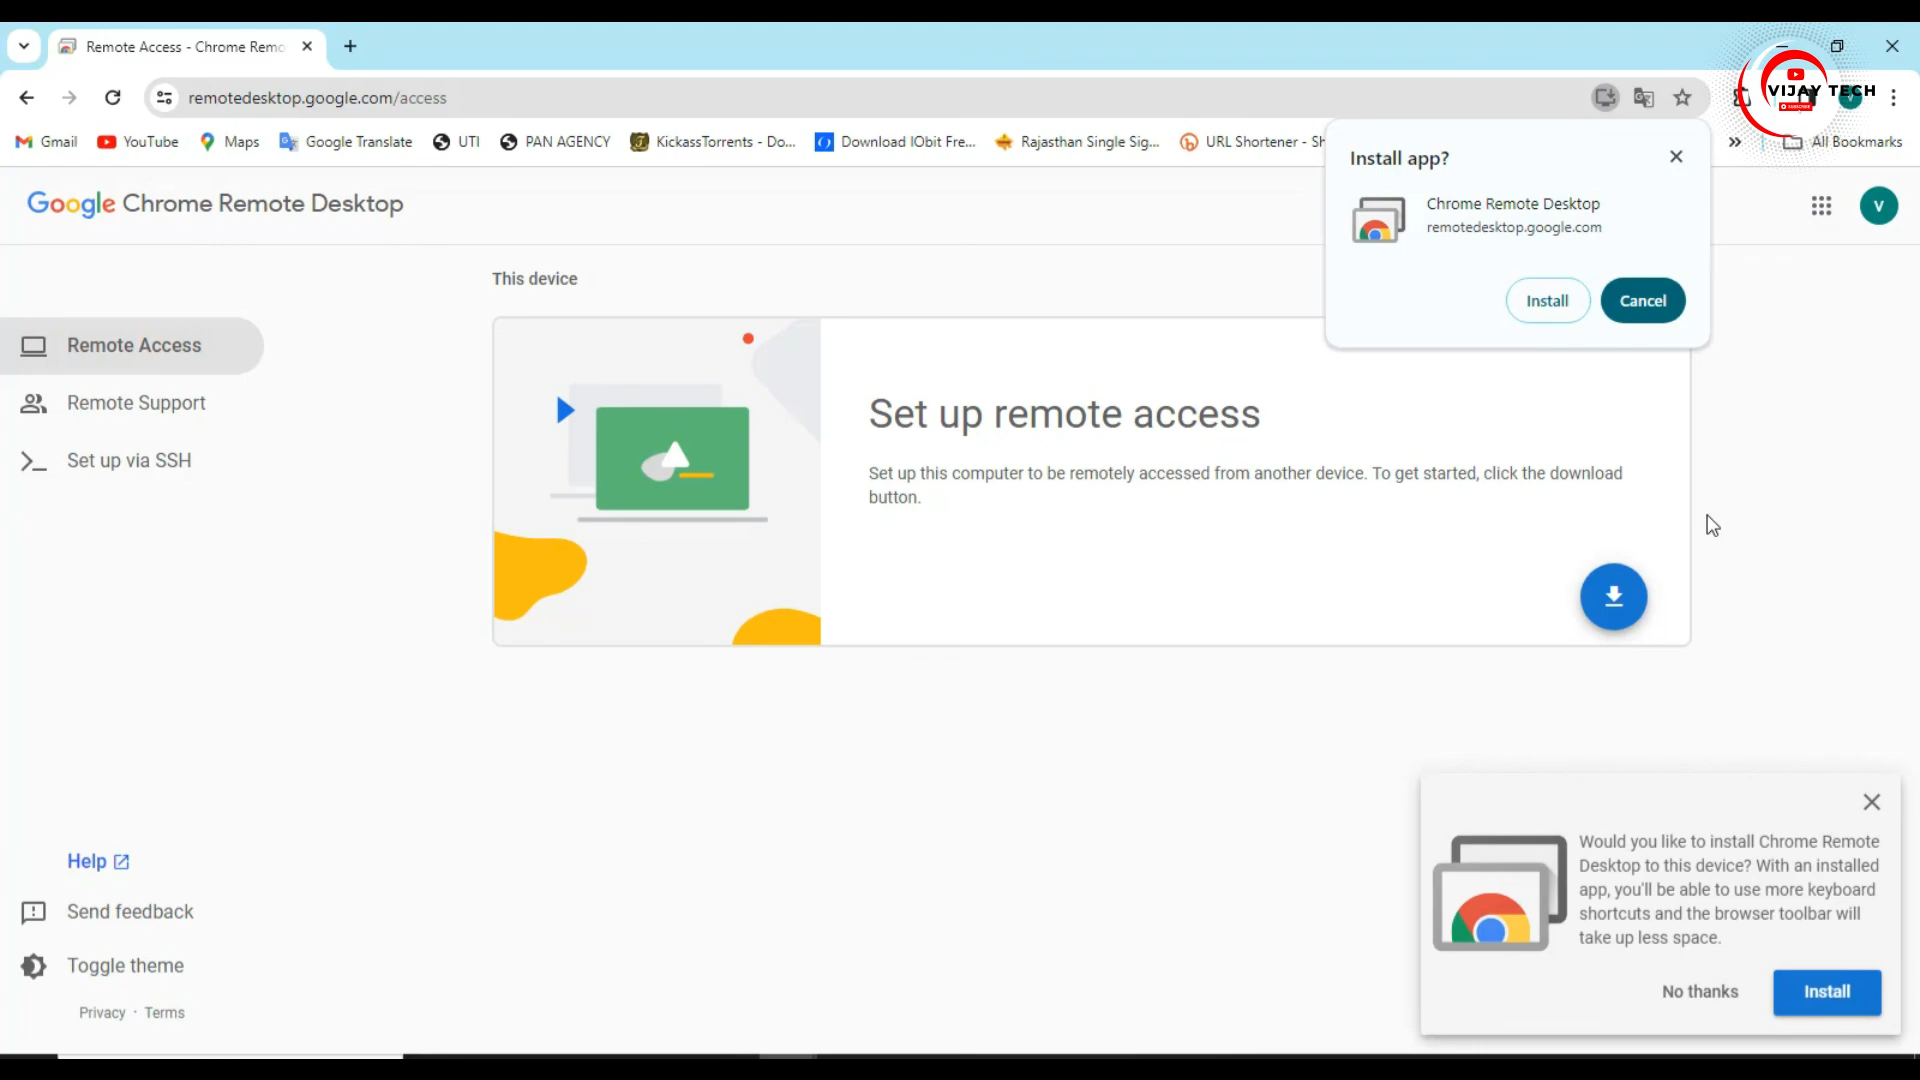 Remote Access - Chrome Remo
remotedesktop.google.com/access
VIJAY TECH
SUBSCRIBE
Gmail
YouTube
Maps
Google Translate
UTI
PAN AGENCY
KickassTorrents - Do...
Download IObit Fre...
Rajasthan Single Sig...
URL Shortener - Sh
»
All Bookmarks
Install app?
Chrome Remote Desktop
remotedesktop.google.com
Install
Cancel
Google Chrome Remote Desktop
V
This device
Remote Access
Remote Support
Set up via SSH
Set up remote access
Set up this computer to be remotely accessed from another device. To get started, click the download
button.
Help
Send feedback
Toggle theme
Privacy · Terms
Would you like to install Chrome Remote
Desktop to this device? With an installed
app, you'll be able to use more keyboard
shortcuts and the browser toolbar will
take up less space.
No thanks
Install